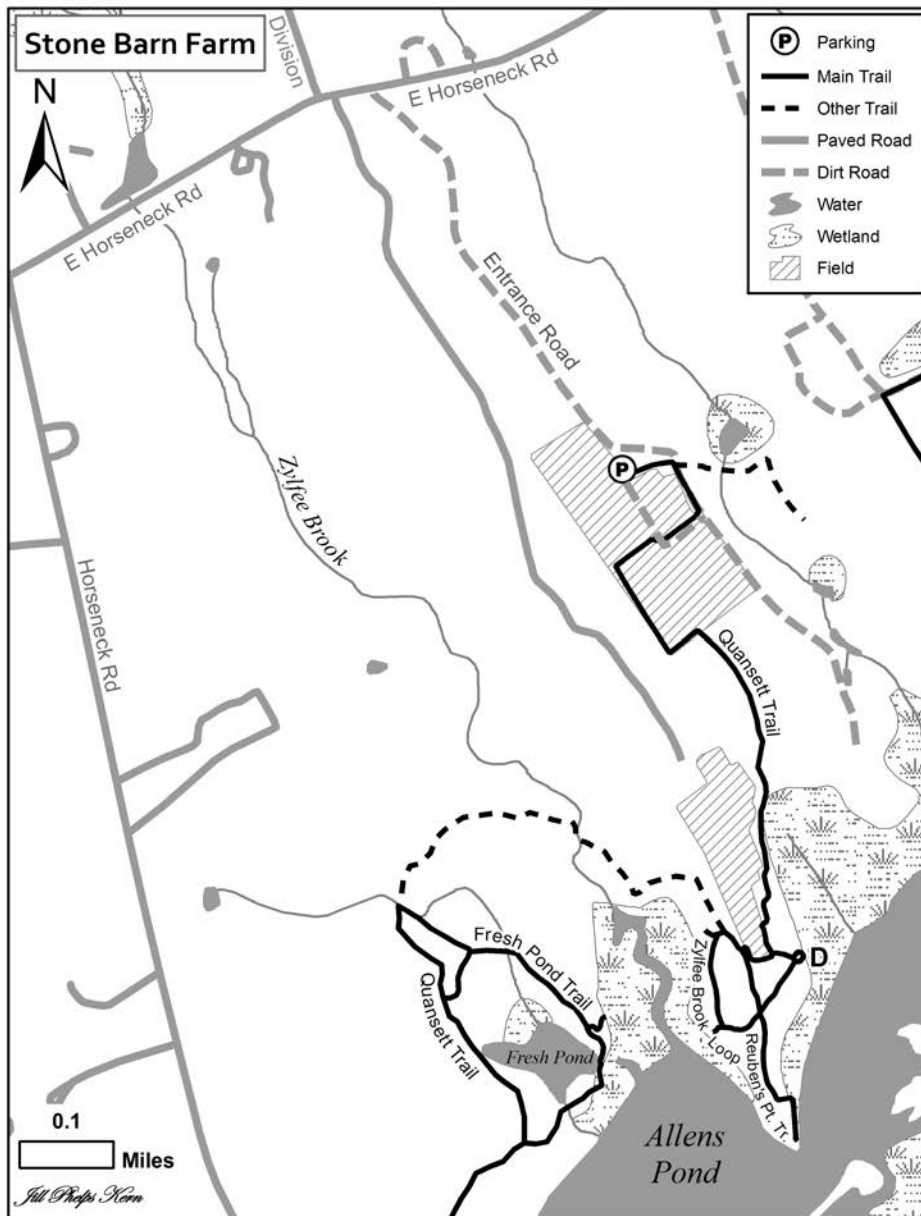 Stone Barn Farm
N
Division
E Horseneck Rd
E Horseneck Rd
P Parking
Main Trail
Other Trail
Paved Road
Dirt Road
Water
Wetland
Field
Entrance Road
Zylfee Brook
P
Horseneck Rd
Quansett Trail
Fresh Pond Trail
Quansett Trail
Fresh Pond
Zylfee Brook Loop
D
Reuben's Pt. Tr.
Allens
Pond
0.1
Miles
Jill Phelps Kern